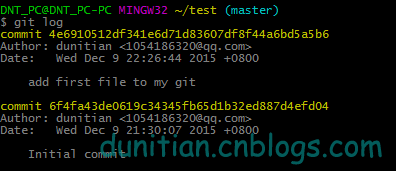 DNT_PC@DNT_PC-PC MINGW32 ~/test (master)
$ git log
commit 4e6910512df341e6d71d83607df8f44a6bd5a5b6
Author: dunitian <1054186320@qq.com>
Date:   Wed Dec 9 22:26:44 2015 +0800

    add first file to my git

commit 6f4fa43de0619c34345fb65d1b32ed887d4efd04
Author: dunitian <1054186320@qq.com>
Date:   Wed Dec 9 21:30:07 2015 +0800

    Initial commit
dunitian.cnblogs.com